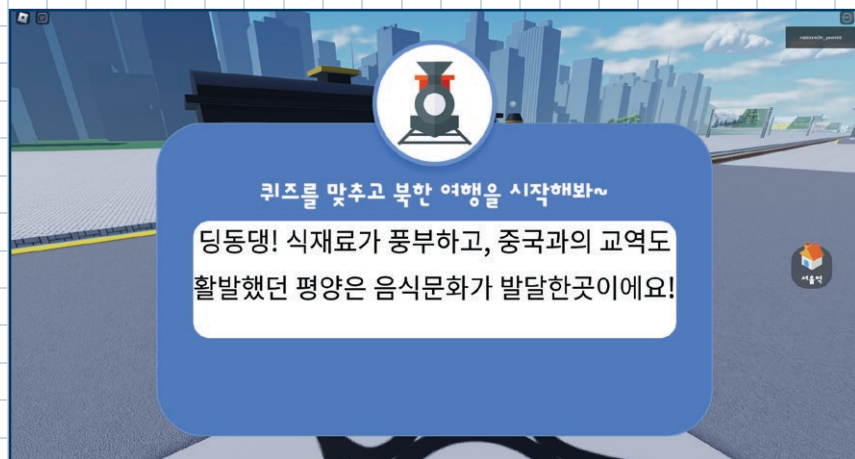 퀴즈를 맞추고 북한 여행을 시작해봐~
딩동댕! 식재료가 풍부하고, 중국과의 교역도
활발했던 평양은 음식문화가 발달한곳이에요!
서울역